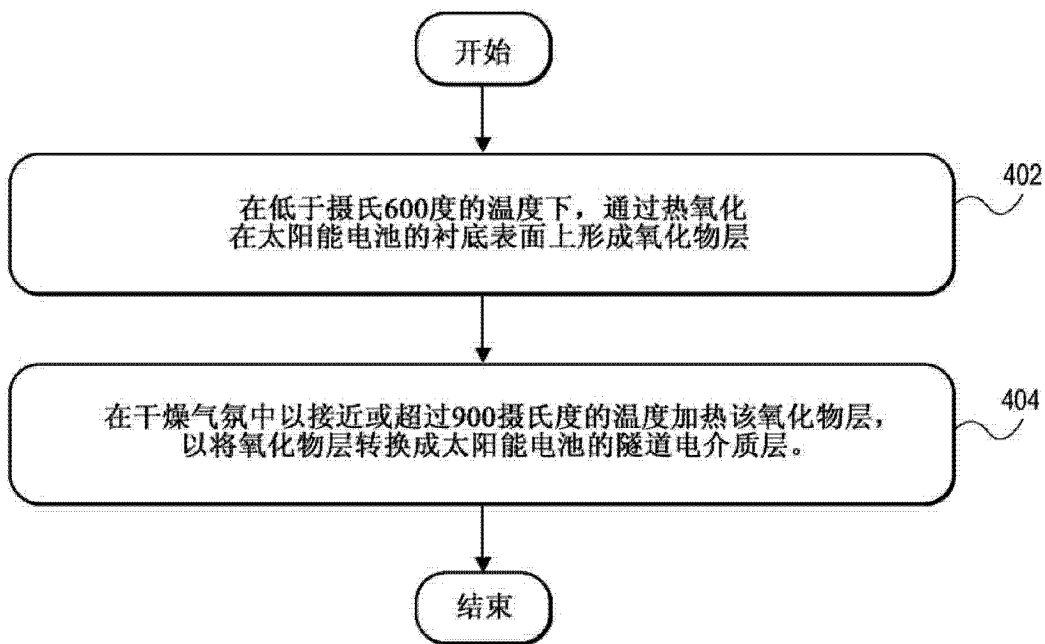 开始
在低于摄氏600度的温度下，通过热氧化
在太阳能电池的衬底表面上形成氧化物层
402
在干燥气氛中以接近或超过900摄氏度的温度加热该氧化物层，
以将氧化物层转换成太阳能电池的隧道电介质层。
404
结束